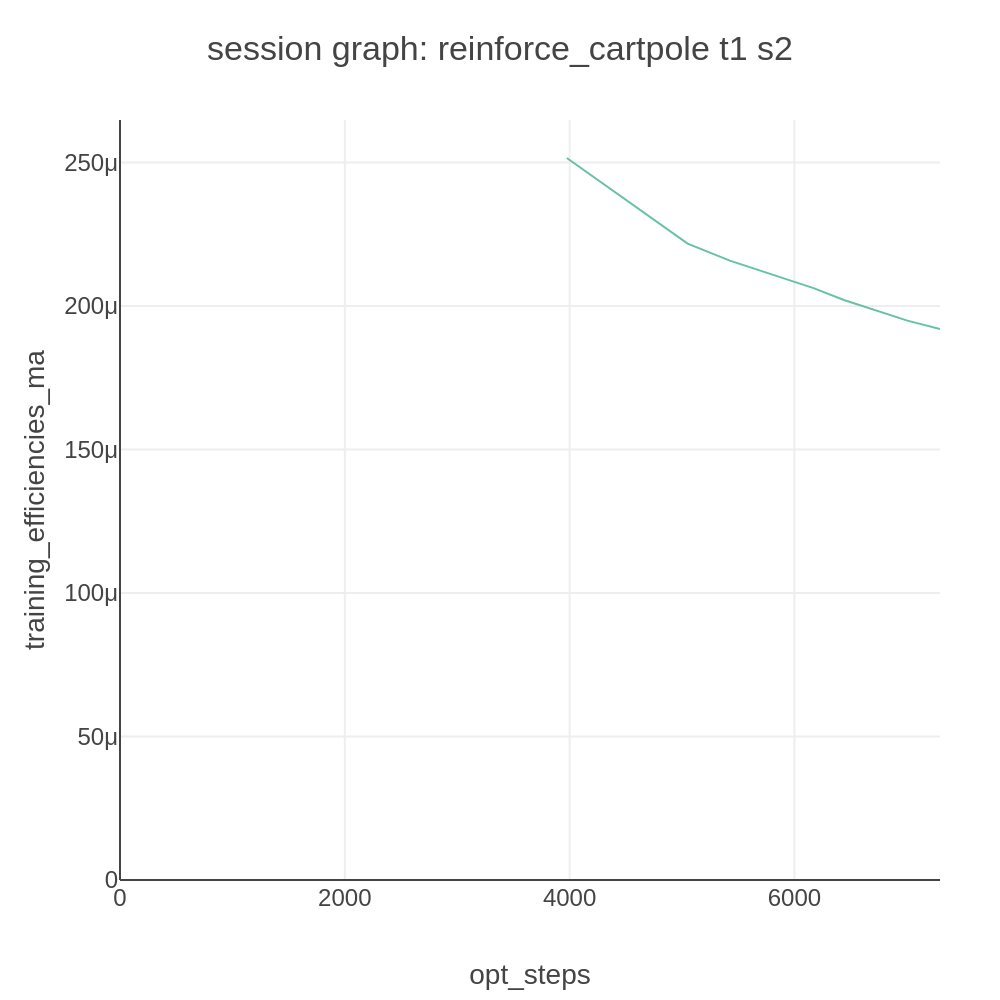 session graph: reinforce_cartpole t1 s2
training_efficiencies_ma
250μ
200μ
150μ
100μ
50μ
0
0 2000 4000 6000
opt_steps